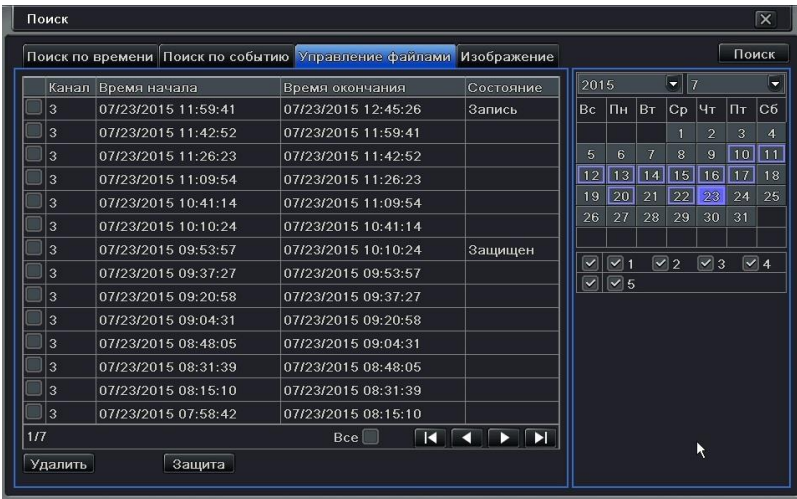 Поиск
Поиск по времени Поиск по событию Управление файлами Изображение Поиск
Канал Время начала Время окончания Состояние
3 07/23/2015 11:59:41 07/23/2015 12:45:26 Запись
3 07/23/2015 11:42:52 07/23/2015 11:59:41
3 07/23/2015 11:26:23 07/23/2015 11:42:52
3 07/23/2015 11:09:54 07/23/2015 11:26:23
3 07/23/2015 10:41:14 07/23/2015 11:09:54
3 07/23/2015 10:10:24 07/23/2015 10:41:14
3 07/23/2015 09:53:57 07/23/2015 10:10:24 Защищен
3 07/23/2015 09:37:27 07/23/2015 09:53:57
3 07/23/2015 09:20:58 07/23/2015 09:37:27
3 07/23/2015 09:04:31 07/23/2015 09:20:58
3 07/23/2015 08:48:05 07/23/2015 09:04:31
3 07/23/2015 08:31:39 07/23/2015 08:48:05
3 07/23/2015 08:15:10 07/23/2015 08:31:39
3 07/23/2015 07:58:42 07/23/2015 08:15:10
1/7 Все
Удалить Защита
2015 7
Вс Пн Вт Ср Чт Пт Сб
1 2 3 4
5 6 7 8 9 10 11
12 13 14 15 16 17 18
19 20 21 22 23 24 25
26 27 28 29 30 31
1 2 3 4
5